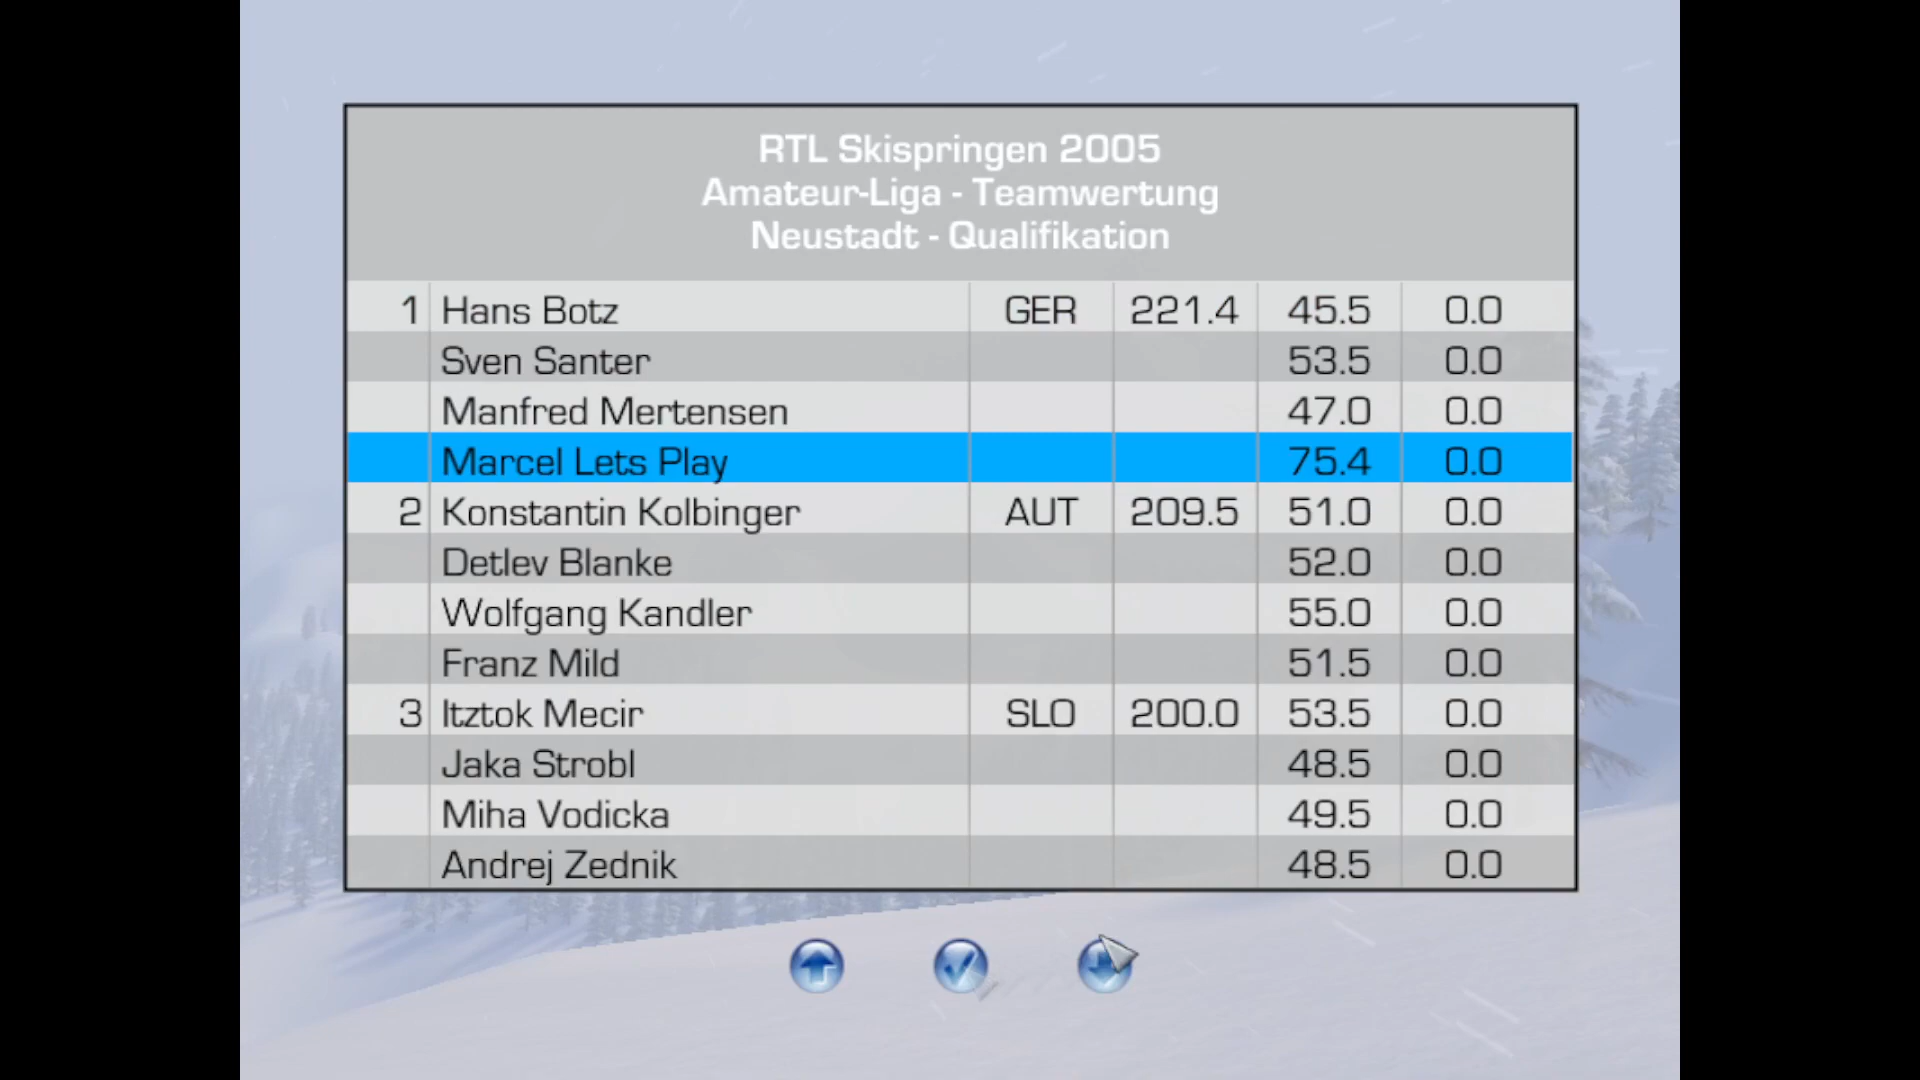 RTL Skispringen 2005
Amateur-Liga - Teamwertung
Neustadt - Qualifikation
1 Hans Botz GER 221.4 45.5 0.0
Sven Santer 53.5 0.0
Manfred Mertensen 47.0 0.0
Marcel Lets Play 75.4 0.0
2 Konstantin Kolbinger AUT 209.5 51.0 0.0
Detlev Blanke 52.0 0.0
Wolfgang Kandler 55.0 0.0
Franz Mild 51.5 0.0
3 Itztok Mecir SLO 200.0 53.5 0.0
Jaka Strobl 48.5 0.0
Miha Vodicka 49.5 0.0
Andrej Zednik 48.5 0.0